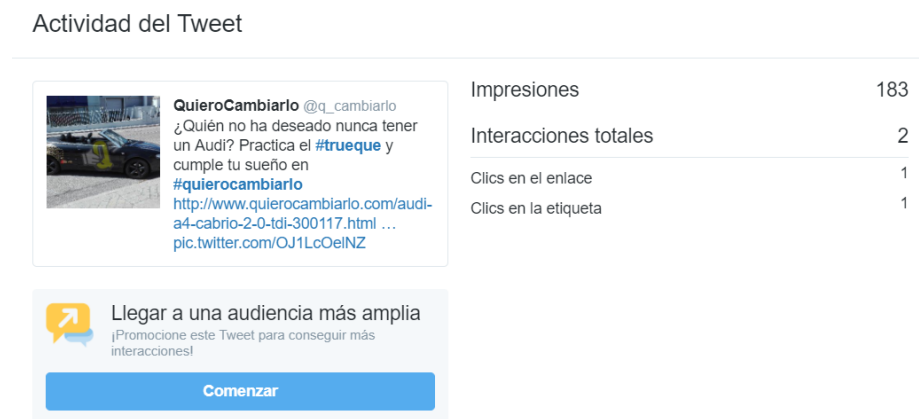 Actividad del Tweet
QuieroCambiarlo @q_cambiarlo
¿Quién no ha deseado nunca tener
un Audi? Practica el #trueque y
cumple tu sueño en
#quierocambiarlo
http://www.quierocambiarlo.com/audi-
a4-cabrio-2-0-tdi-300117.html ...
pic.twitter.com/OJ1LcOelNZ
Impresiones 183
Interacciones totales 2
Clics en el enlace 1
Clics en la etiqueta 1
Llegar a una audiencia más amplia
¡Promocione este Tweet para conseguir más
interacciones!
Comenzar